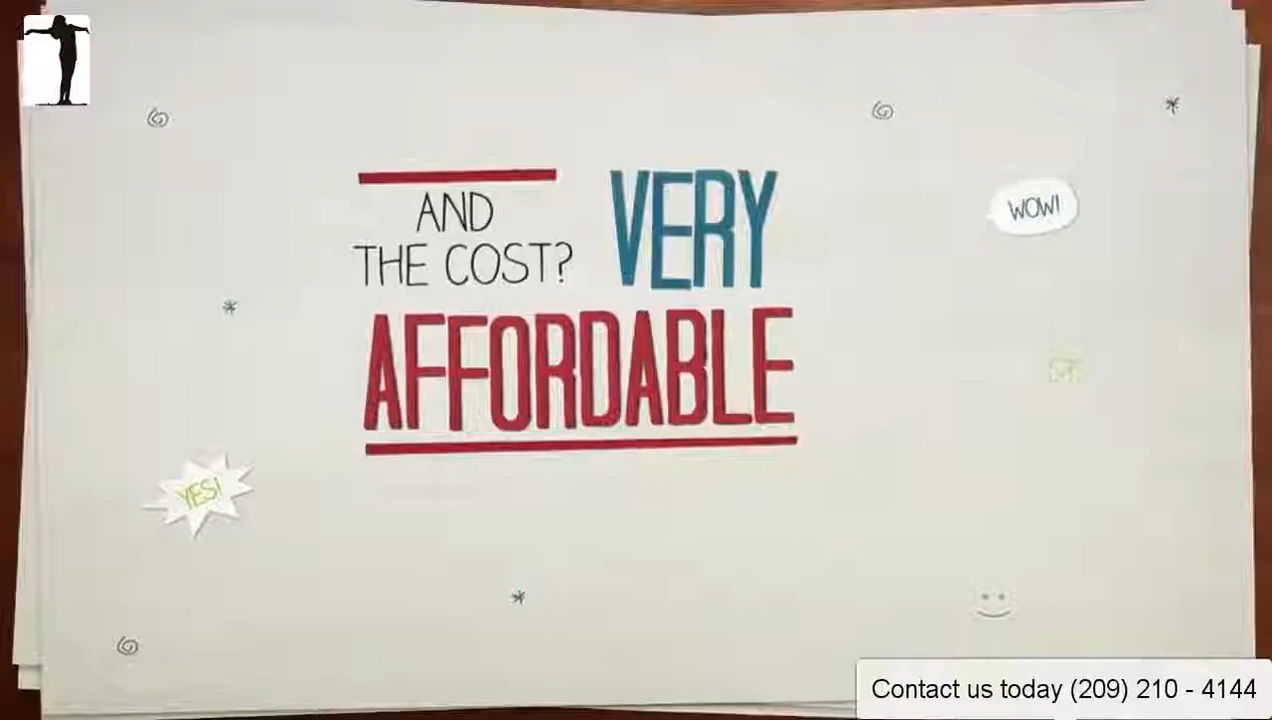 AND
THE COST?
VERY
AFFORDABLE
WOW!
YES!
Contact us today (209) 210 - 4144